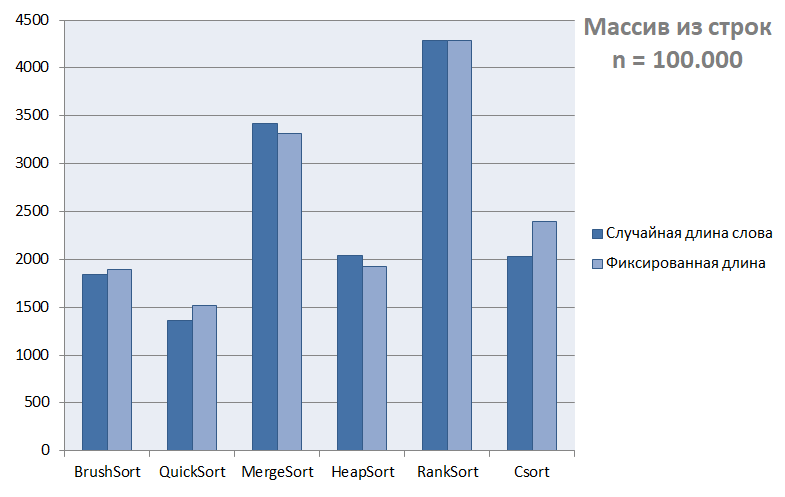 Массив из строк
n = 100.000
4500
4000
3500
3000
2500
2000
1500
1000
500
0
BrushSort QuickSort MergeSort HeapSort RankSort Csort
Случайная длина слова
Фиксированная длина